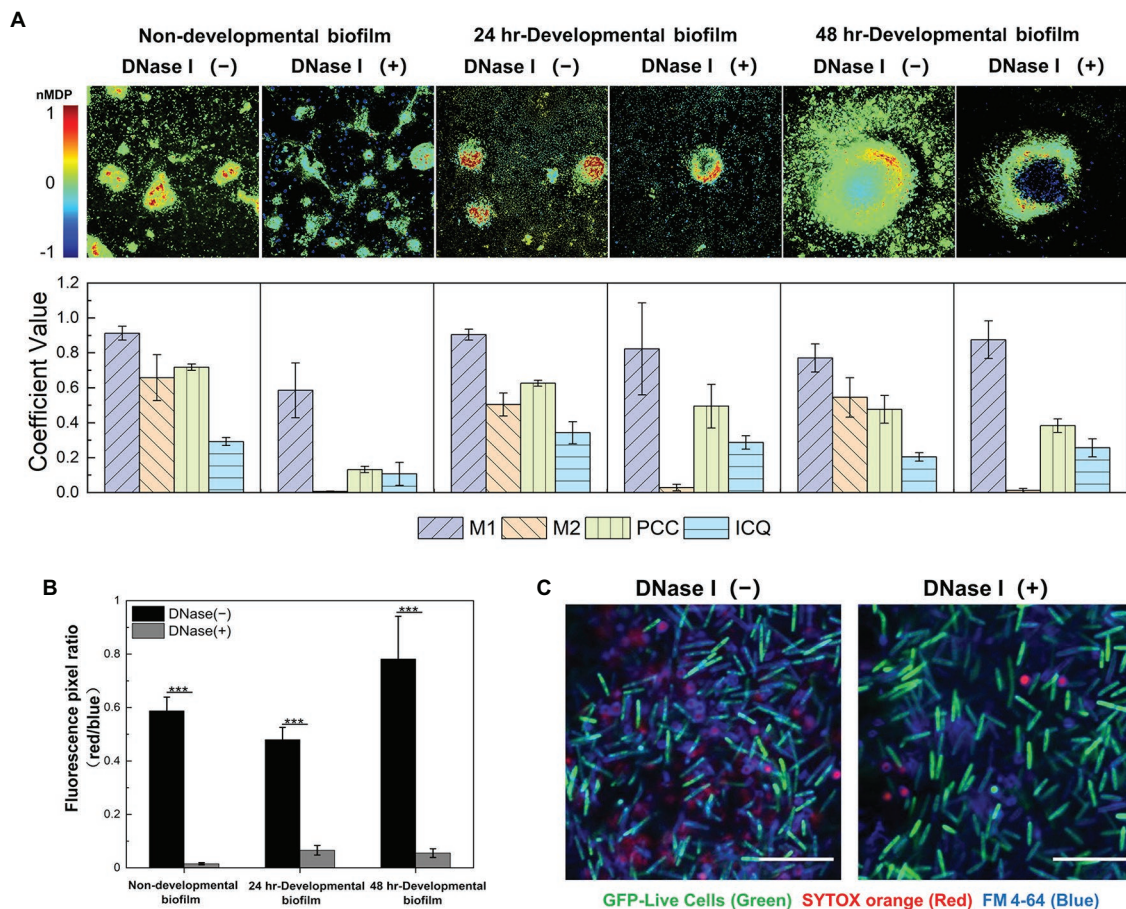 A
Non-developmental biofilm 24 hr-Developmental biofilm 48 hr-Developmental biofilm
DNase I (−) DNase I (+) DNase I (−) DNase I (+) DNase I (−) DNase I (+)
nMDP
1
0
-1
1.2
1.0
0.8
0.6
0.4
0.2
0.0
Coefficient Value
M1 M2 PCC ICQ
B
DNase(−)
DNase(+)
1
0.8
0.6
0.4
0.2
0
Fluorescence pixel ratio
(red/blue)
*** *** ***
Non-developmental 24 hr-Developmental 48 hr-Developmental
biofilm biofilm biofilm
C
DNase I (−) DNase I (+)
GFP-Live Cells (Green) SYTOX orange (Red) FM 4-64 (Blue)